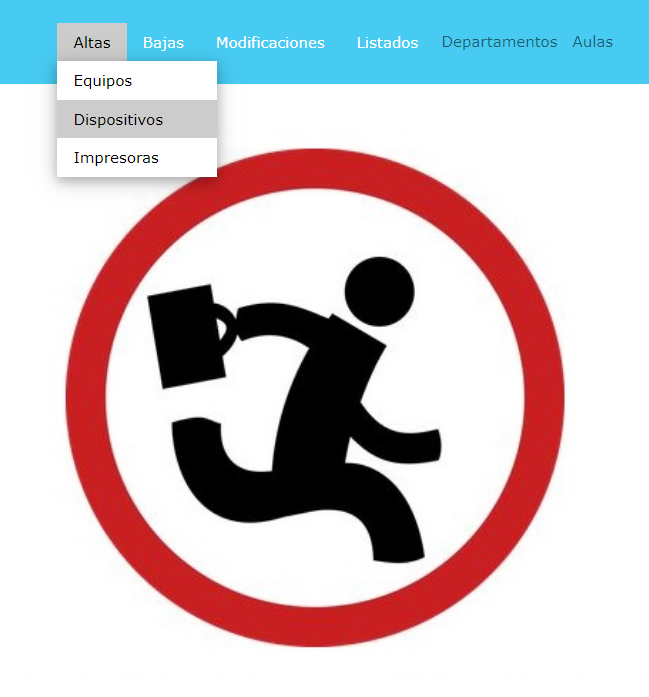 Altas Bajas Modificaciones Listados Departamentos Aulas
Equipos
Dispositivos
Impresoras